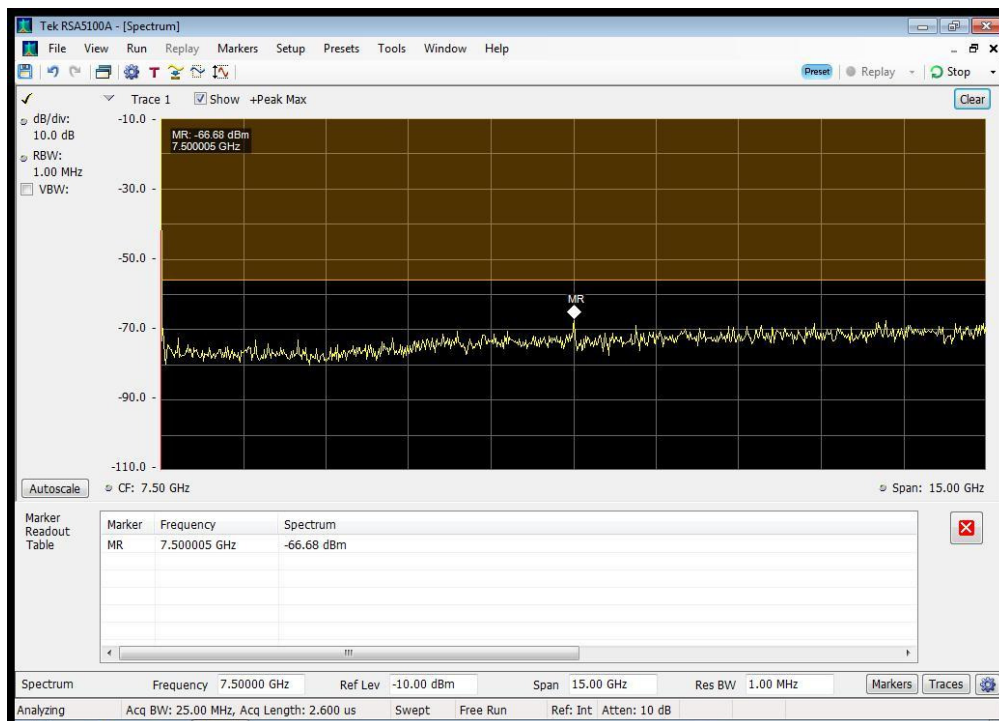 Tek RSA5100A - [Spectrum]
File View Run Replay Markers Setup Presets Tools Window Help
T Preset Replay Stop
Trace 1 Show +Peak Max Clear
dB/div:
10.0 dB
RBW:
1.00 MHz
VBW:
-10.0
MR: -66.68 dBm
7.500005 GHz
-30.0
-50.0
MR
-70.0
-90.0
-110.0
Autoscale CF: 7.50 GHz Span: 15.00 GHz
Marker
Readout
Table
Marker Frequency Spectrum
MR 7.500005 GHz -66.68 dBm
Spectrum Frequency 7.50000 GHz Ref Lev -10.00 dBm Span 15.00 GHz Res BW 1.00 MHz Markers Traces
Analyzing Acq BW: 25.00 MHz, Acq Length: 2.600 us Swept Free Run Ref: Int Atten: 10 dB